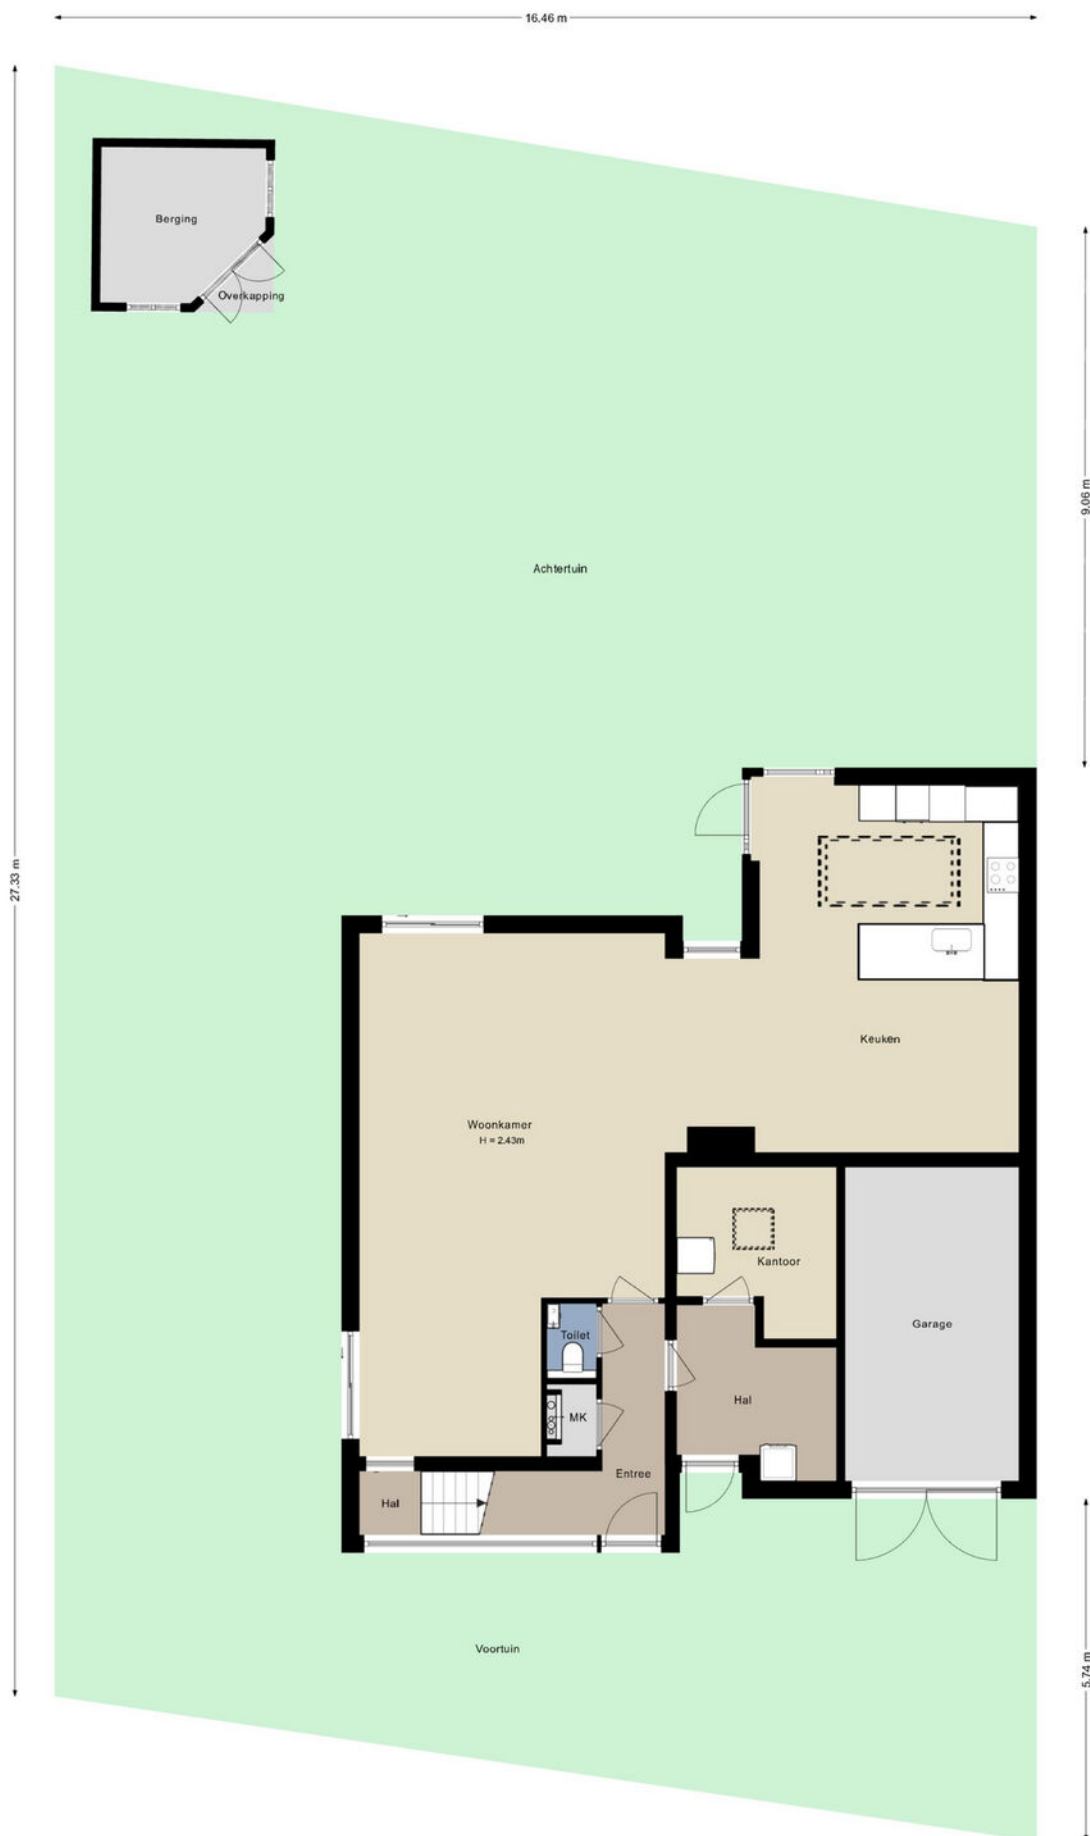 16.46 m
Berging
Overkapping
9.06 m
Achtertuin
27.33 m
Keuken
Woonkamer
H = 2.43m
Kantoor
Garage
Toilet
Hal
MK
Entree
Hal
Voortuin
5.74 m